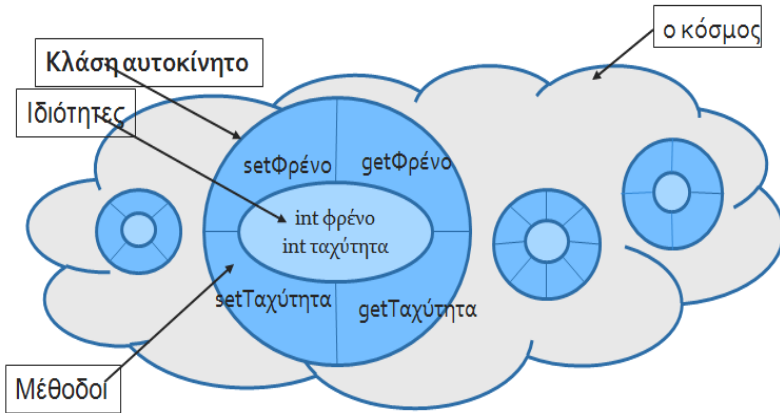 ο κόσμος
Κλάση αυτοκίνητο
Ιδιότητες
setΦρένο
getΦρένο
int φρένο
int ταχύτητα
setΤαχύτητα
getΤαχύτητα
Μέθοδοι